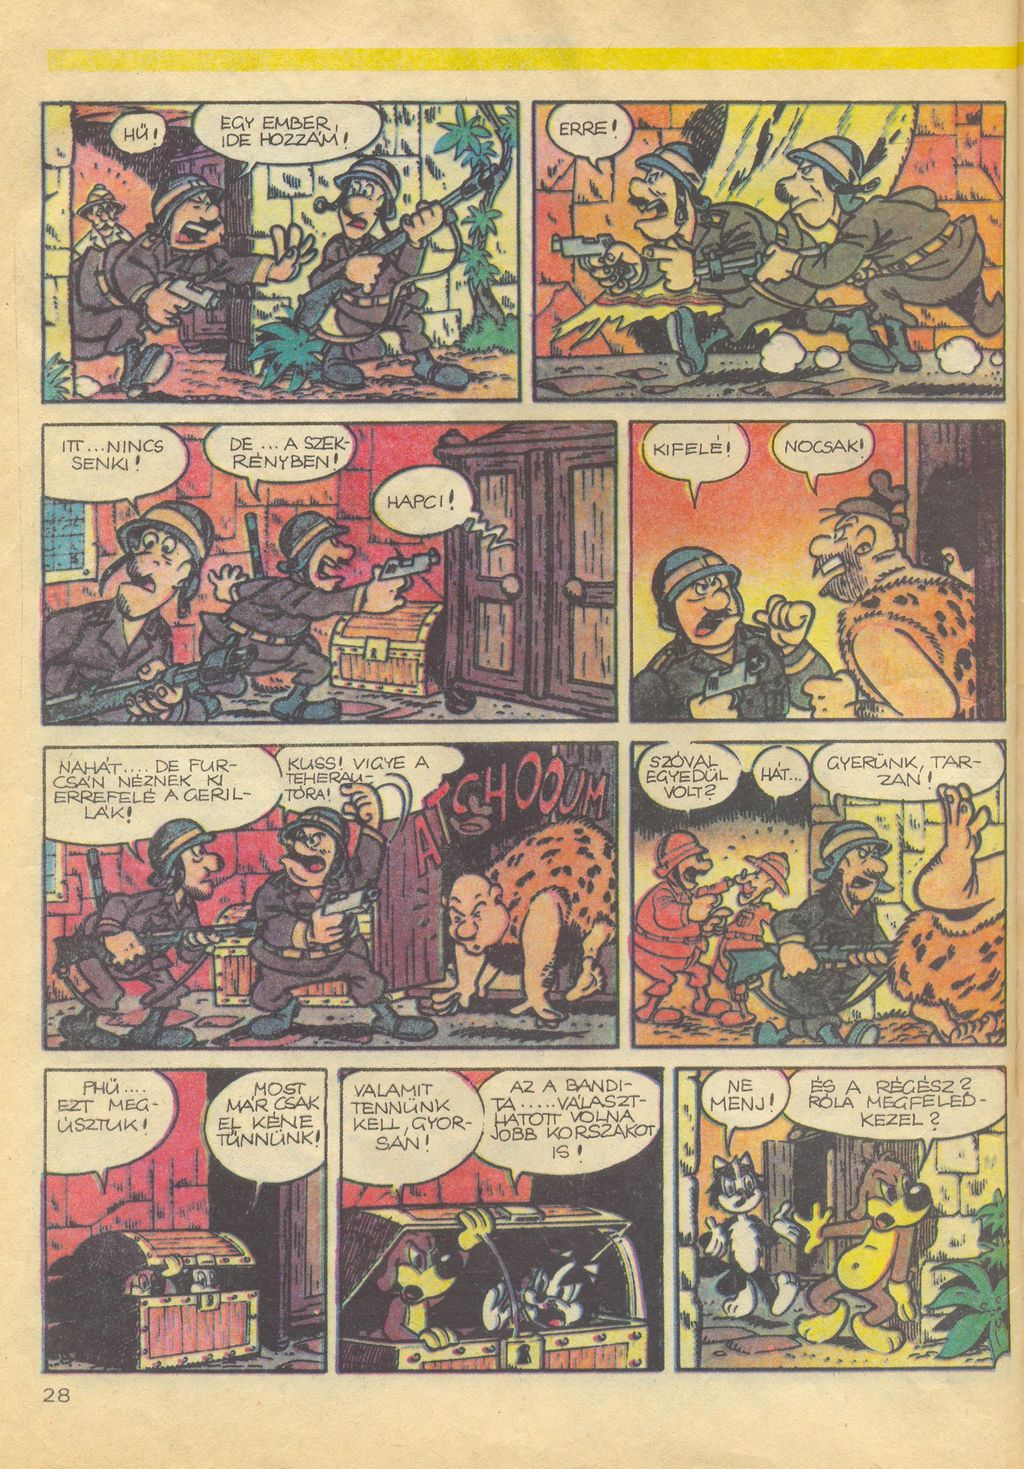 HŰ!
EGY EMBER,
IDE HOZZÁM!
ERRE!
ITT...NINCS
SENKI!
DE ... A SZEK-
RÉNYBEN!
HAPCI!
KIFELÉ!
NOCSAK!
NAHÁT.... DE FUR-
CSÁN NÉZNEK KI
ERREFELÉ A GERIL-
LÁK!
KUSS! VIGYE A
TEHERAU-
TÓRA!
ATSCHOOUM
SZÓVAL
EGYEDÜL
VOLT?
HÁT...
GYERÜNK, TAR-
ZAN!
PHŰ....
EZT MEG-
ÚSZTUK!
MOST
MÁR CSAK
EL KÉNE
TŰNNÜNK!
VALAMIT
TENNÜNK
KELL, GYOR-
SAN!
AZ A BANDI-
TA.....VÁLASZT-
HATOTT VOLNA
JOBB KORSZAKOT
IS!
NE
MENJ!
ÉS A RÉGÉSZ?
RÓLA MEGFELED-
KEZEL?
28